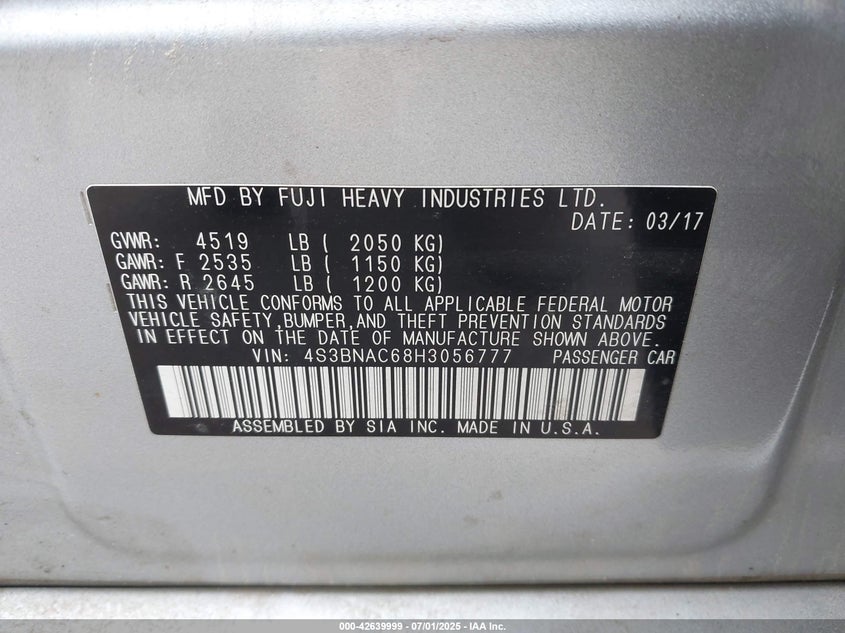 MFD BY FUJI HEAVY INDUSTRIES LTD.
DATE: 03/17
GVWR: 4519 LB ( 2050 KG)
GAWR: F 2535 LB ( 1150 KG)
GAWR: R 2645 LB ( 1200 KG)
THIS VEHICLE CONFORMS TO ALL APPLICABLE FEDERAL MOTOR
VEHICLE SAFETY,BUMPER,AND THEFT PREVENTION STANDARDS
IN EFFECT ON THE DATE OF MANUFACTURE SHOWN ABOVE.
VIN: 4S3BNAC68H3056777 PASSENGER CAR
ASSEMBLED BY SIA INC. MADE IN U.S.A.
000-42639999 - 07/01/2025 - IAA Inc.